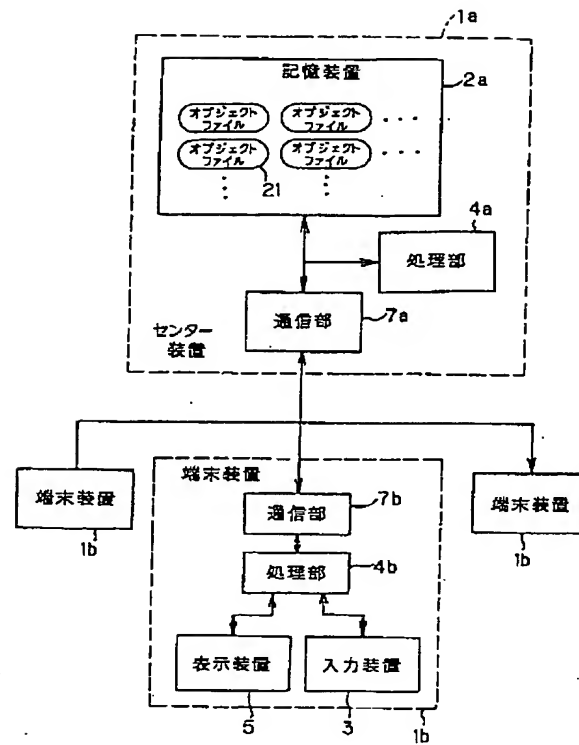 1a
記憶装置
2a
オブジェクト
ファイル
オブジェクト
ファイル
・・・
オブジェクト
ファイル
オブジェクト
ファイル
・・・
21
4a
処理部
通信部
7a
センター
装置
端末装置
1b
端末装置
通信部
7b
処理部
4b
表示装置
5
入力装置
3
1b
端末装置
1b